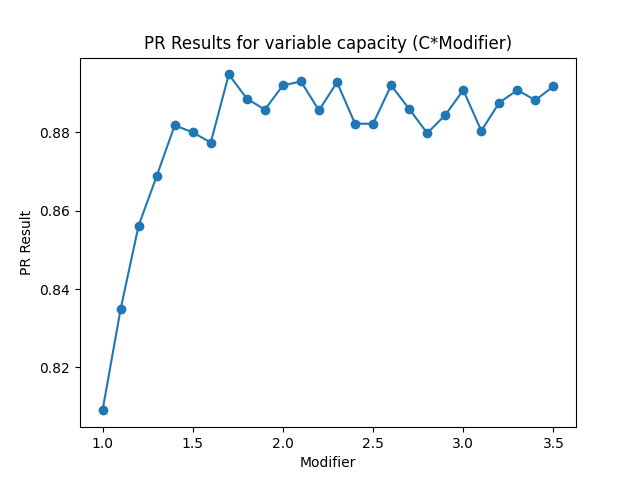 PR Results for variable capacity (C*Modifier)
PR Result
0.88
0.86
0.84
0.82
1.0 1.5 2.0 2.5 3.0 3.5
Modifier